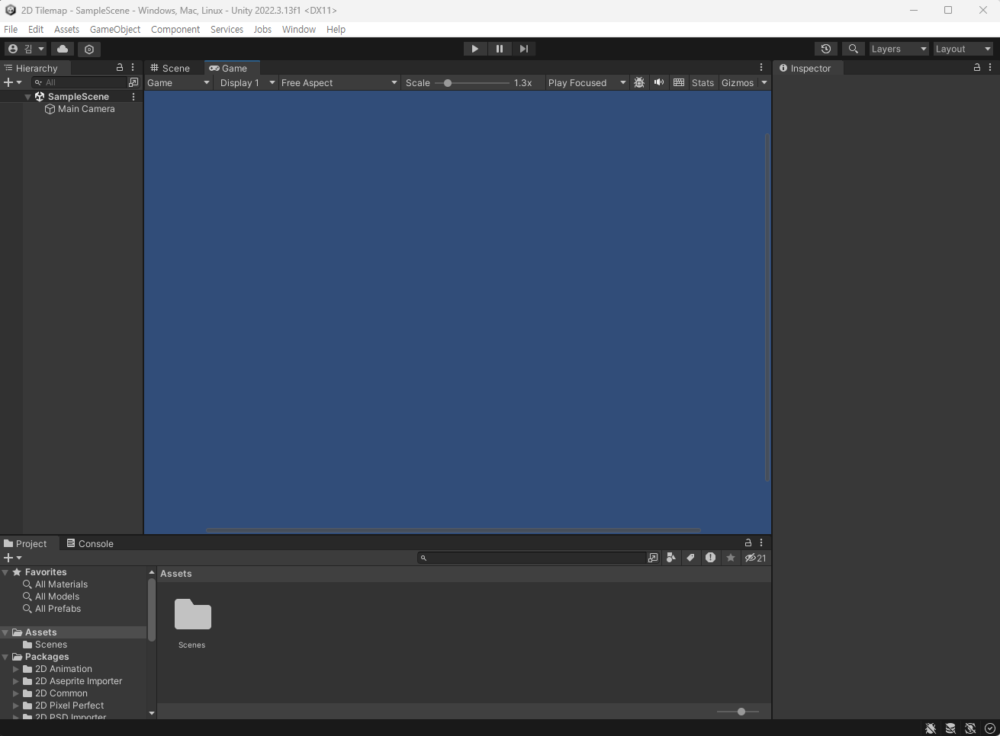 2D Tilemap - SampleScene - Windows, Mac, Linux - Unity 2022.3.13f1 <DX11>
File Edit Assets GameObject Component Services Jobs Window Help
김 Layers Layout
Hierarchy Scene Game Inspector
All Game Display 1 Free Aspect Scale 1.3x Play Focused Stats Gizmos
SampleScene
Main Camera
Project Console
21
Favorites Assets
All Materials
All Models
All Prefabs
Assets
Scenes Scenes
Packages
2D Animation
2D Aseprite Importer
2D Common
2D Pixel Perfect
2D PSD Importer